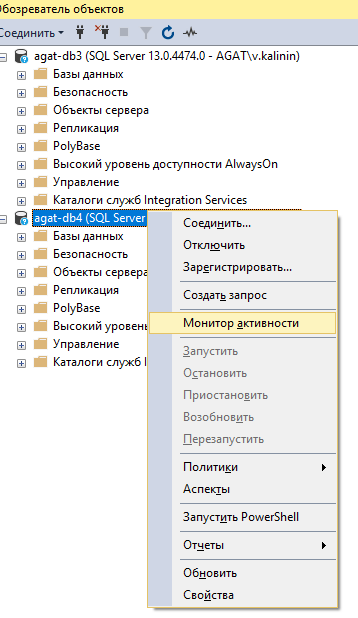 Обозреватель объектов
Соединить
agat-db3 (SQL Server 13.0.4474.0 - AGAT\v.kalinin)
Базы данных
Безопасность
Объекты сервера
Репликация
PolyBase
Высокий уровень доступности AlwaysOn
Управление
Каталоги служб Integration Services
agat-db4 (SQL Server
Базы данных
Безопасность
Объекты сервера
Репликация
PolyBase
Высокий уровень
Управление
Каталоги служб I
Соединить...
Отключить
Зарегистрировать...
Создать запрос
Монитор активности
Запустить
Остановить
Приостановить
Возобновить
Перезапустить
Политики
Аспекты
Запустить PowerShell
Отчеты
Обновить
Свойства